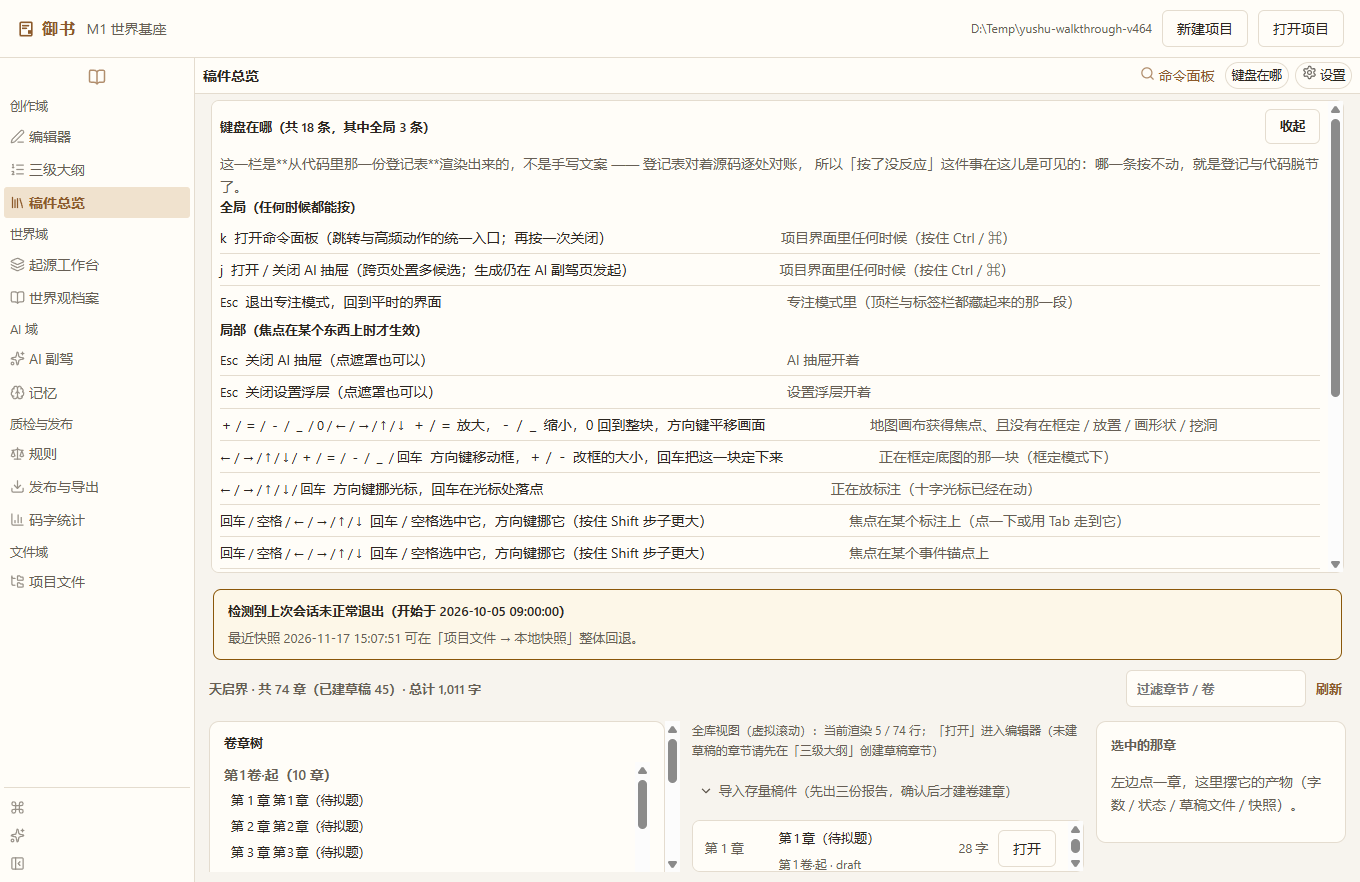 御书 M1 世界基座
D:\Temp\yushu-walkthrough-v464 新建项目 打开项目
创作域
编辑器
三级大纲
稿件总览
世界域
起源工作台
世界观档案
AI 域
AI 副驾
记忆
质检与发布
规则
发布与导出
码字统计
文件域
项目文件
稿件总览
命令面板 键盘在哪 设置
键盘在哪（共 18 条，其中全局 3 条）
收起
这一栏是**从代码里那一份登记表**渲染出来的，不是手写文案 —— 登记表对着源码逐处对账， 所以「按了没反应」这件事在这儿是可见的：哪一条按不动，就是登记与代码脱节
了。
全局（任何时候都能按）
k 打开命令面板（跳转与高频动作的统一入口；再按一次关闭） 项目界面里任何时候（按住 Ctrl / ⌘）
j 打开 / 关闭 AI 抽屉（跨页处置多候选；生成仍在 AI 副驾页发起） 项目界面里任何时候（按住 Ctrl / ⌘）
Esc 退出专注模式，回到平时的界面 专注模式里（顶栏与标签栏都藏起来的那一段）
局部（焦点在某个东西上时才生效）
Esc 关闭 AI 抽屉（点遮罩也可以） AI 抽屉开着
Esc 关闭设置浮层（点遮罩也可以） 设置浮层开着
+ / = / - / _ / 0 / ← / → / ↑ / ↓ + / = 放大， - / _ 缩小，0 回到整块，方向键平移画面 地图画布获得焦点、且没有在框定 / 放置 / 画形状 / 挖洞
← / → / ↑ / ↓ / + / = / - / _ / 回车 方向键移动框， + / - 改框的大小，回车把这一块定下来 正在框定底图的那一块（框定模式下）
← / → / ↑ / ↓ / 回车 方向键挪光标，回车在光标处落点 正在放标注（十字光标已经在动）
回车 / 空格 / ← / → / ↑ / ↓ 回车 / 空格选中它，方向键挪它（按住 Shift 步子更大） 焦点在某个标注上（点一下或用 Tab 走到它）
回车 / 空格 / ← / → / ↑ / ↓ 回车 / 空格选中它，方向键挪它（按住 Shift 步子更大） 焦点在某个事件锚点上
检测到上次会话未正常退出（开始于 2026-10-05 09:00:00）
最近快照 2026-11-17 15:07:51 可在「项目文件 → 本地快照」整体回退。
天启界 · 共 74 章（已建草稿 45）· 总计 1,011 字
过滤章节 / 卷 刷新
卷章树
第1卷·起（10 章）
第 1 章 第1章（待拟题）
第 2 章 第2章（待拟题）
第 3 章 第3章（待拟题）
全库视图（虚拟滚动）：当前渲染 5 / 74 行；「打开」进入编辑器（未建
草稿的章节请先在「三级大纲」创建草稿章节）
导入存量稿件（先出三份报告，确认后才建卷建章）
第 1 章 第1章（待拟题） 28 字 打开
第1卷·起 · draft
选中的那章
左边点一章，这里摆它的产物（字
数 / 状态 / 草稿文件 / 快照）。